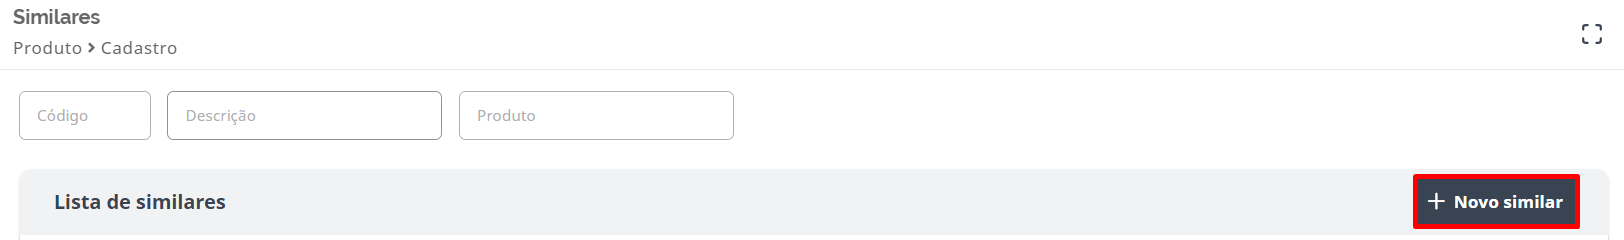 Similares
Produto > Cadastro
Código Descrição Produto
Lista de similares + Novo similar